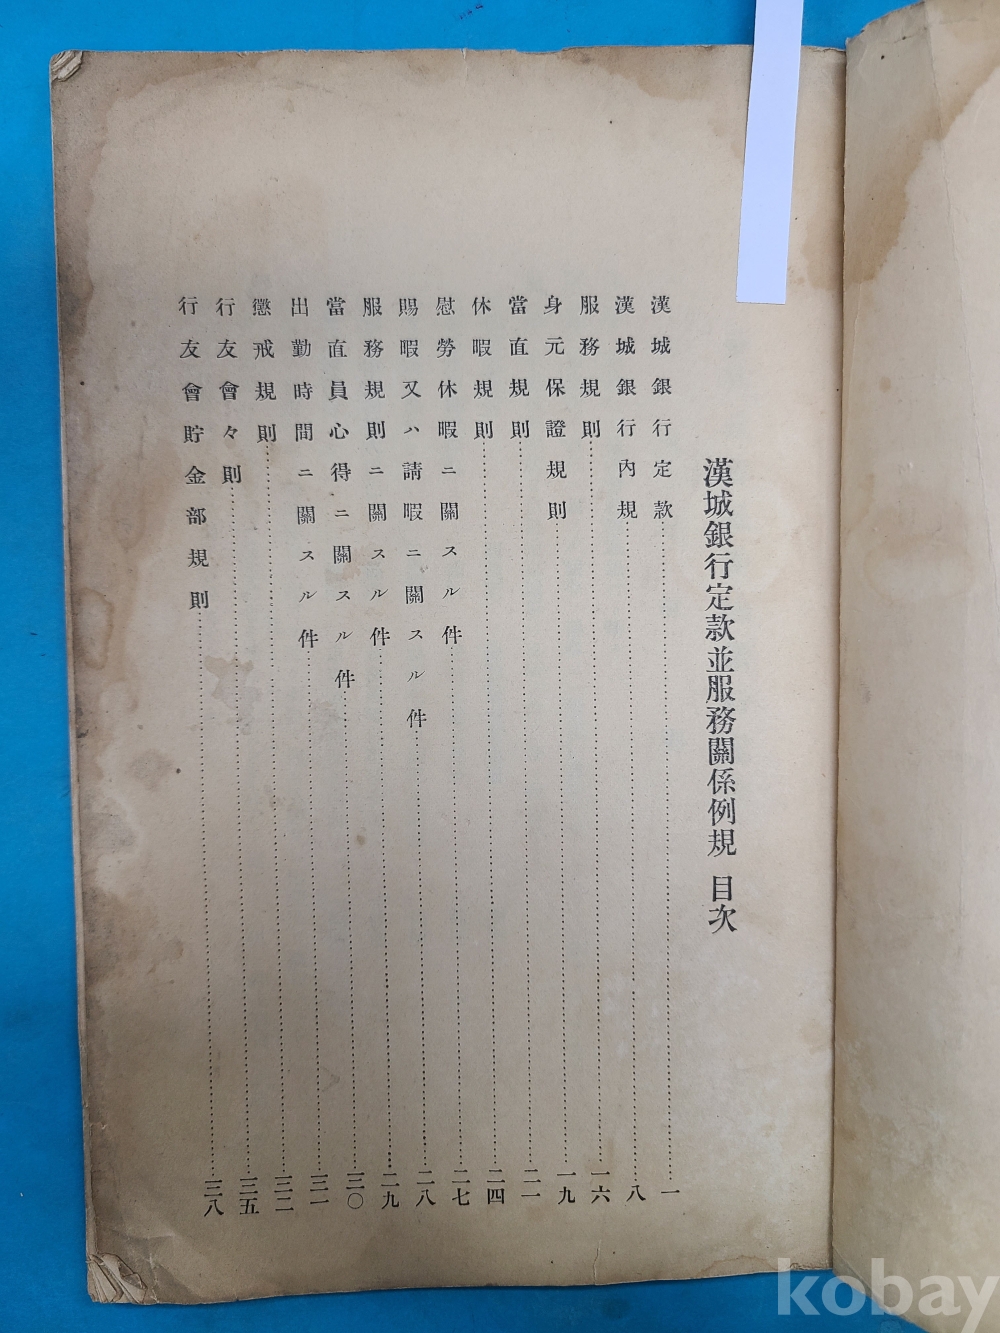 漢城銀行定款並服務關係例規 目次
漢城銀行定款……一
漢城銀行內規……八
服務規則……一六
身元保證規則……一九
當直規則……二一
休暇規則……二四
慰勞休暇ニ關スル件……二七
賜暇又ハ請暇ニ關スル件……二八
服務規則ニ關スル件……二九
當直員心得ニ關スル件……三〇
出勤時間ニ關スル件……三一
懲戒規則……三二
行友會々則……三五
行友會貯金部規則……三八
kobay